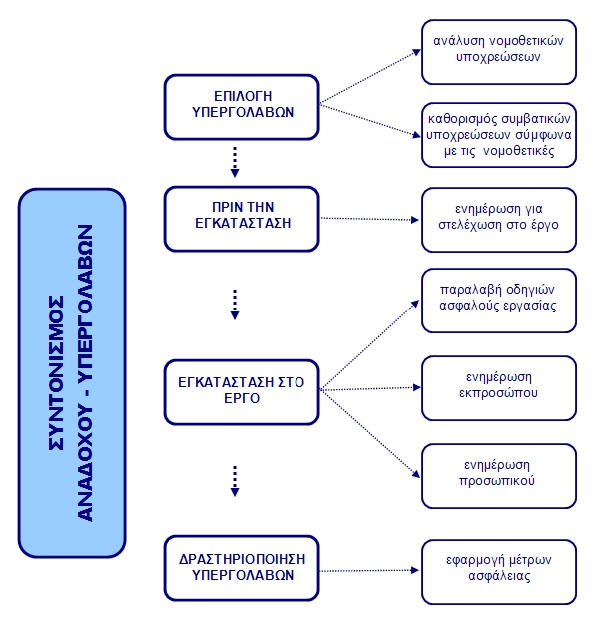 ΣΥΝΤΟΝΙΣΜΟΣ
ΑΝΑΔΟΧΟΥ - ΥΠΕΡΓΟΛΑΒΩΝ
ΕΠΙΛΟΓΗ
ΥΠΕΡΓΟΛΑΒΩΝ
ανάλυση νομοθετικών
υποχρεώσεων
καθορισμός συμβατικών
υποχρεώσεων σύμφωνα
με τις νομοθετικές
ΠΡΙΝ ΤΗΝ
ΕΓΚΑΤΑΣΤΑΣΗ
ενημέρωση για
στελέχωση στο έργο
ΕΓΚΑΤΑΣΤΑΣΗ ΣΤΟ
ΕΡΓΟ
παραλαβή οδηγιών
ασφαλούς εργασίας
ενημέρωση
εκπροσώπου
ενημέρωση
προσωπικού
ΔΡΑΣΤΗΡΙΟΠΟΙΗΣΗ
ΥΠΕΡΓΟΛΑΒΩΝ
εφαρμογή μέτρων
ασφάλειας